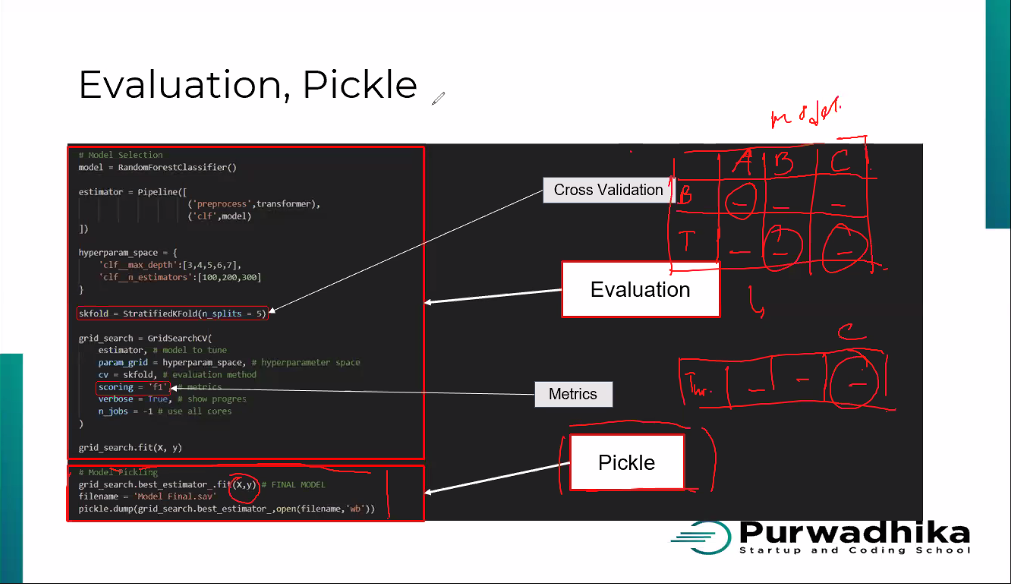 Evaluation, Pickle
# Model Selection
model = RandomForestClassifier()
estimator = Pipeline([
('preprocess',transformer),
('clf',model)
])
hyperparam_space = {
'clf__max_depth':[3,4,5,6,7],
'clf__n_estimators':[100,200,300]
}
skfold = StratifiedKFold(n_splits = 5)
grid_search = GridSearchCV(
estimator, # model to tune
param_grid = hyperparam_space, # hyperparameter space
cv = skfold, # evaluation method
scoring = 'f1' # metrics
verbose = True, # show progres
n_jobs = -1 # use all cores
)
grid_search.fit(X, y)
# Model Pickling
grid_search.best_estimator_.fit(X,y) # FINAL MODEL
filename = 'Model Final.sav'
pickle.dump(grid_search.best_estimator_,open(filename,'wb'))
Cross Validation
Evaluation
Metrics
Pickle
model
A B C
B
T
C
Thr.
Purwadhika
Startup and Coding School